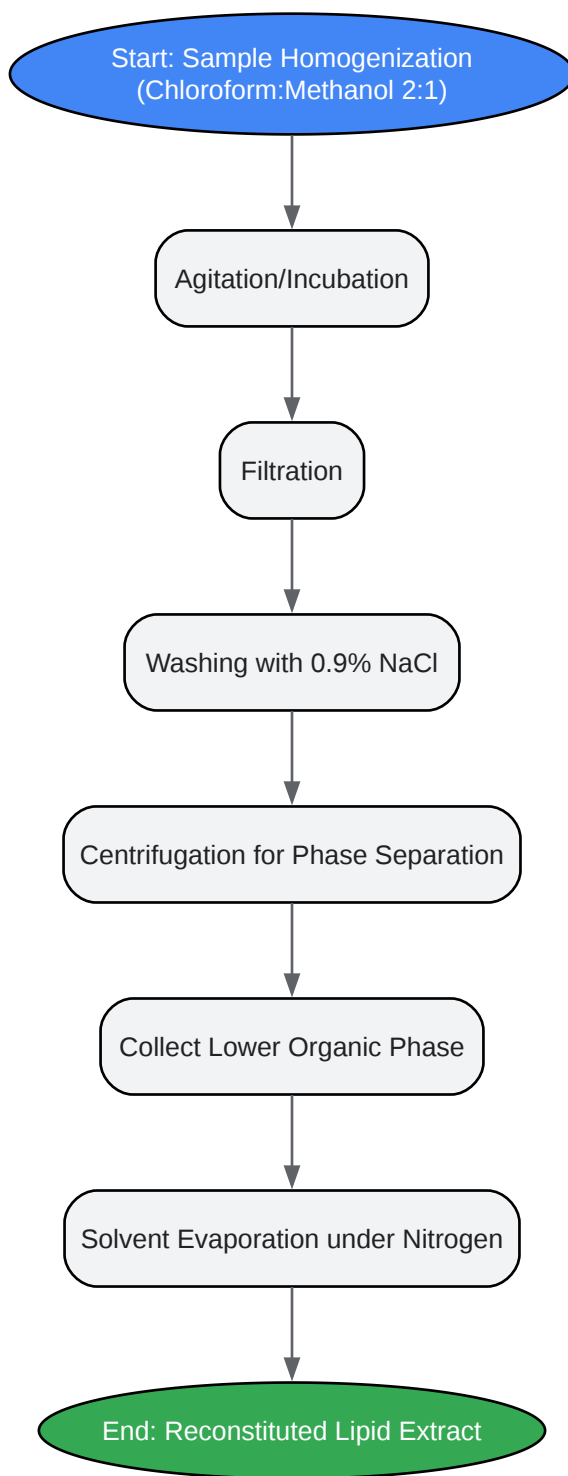 Start: Sample Homogenization
(Chloroform:Methanol 2:1)
Agitation/Incubation
Filtration
Washing with 0.9% NaCl
Centrifugation for Phase Separation
Collect Lower Organic Phase
Solvent Evaporation under Nitrogen
End: Reconstituted Lipid Extract